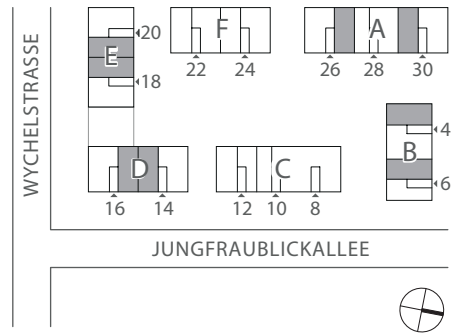 WYCHELSTRASSE
20
E
18
F
22
24
A
26
28
30
4
B
6
D
16
14
C
12
10
8
JUNGFRAUBLICKALLEE